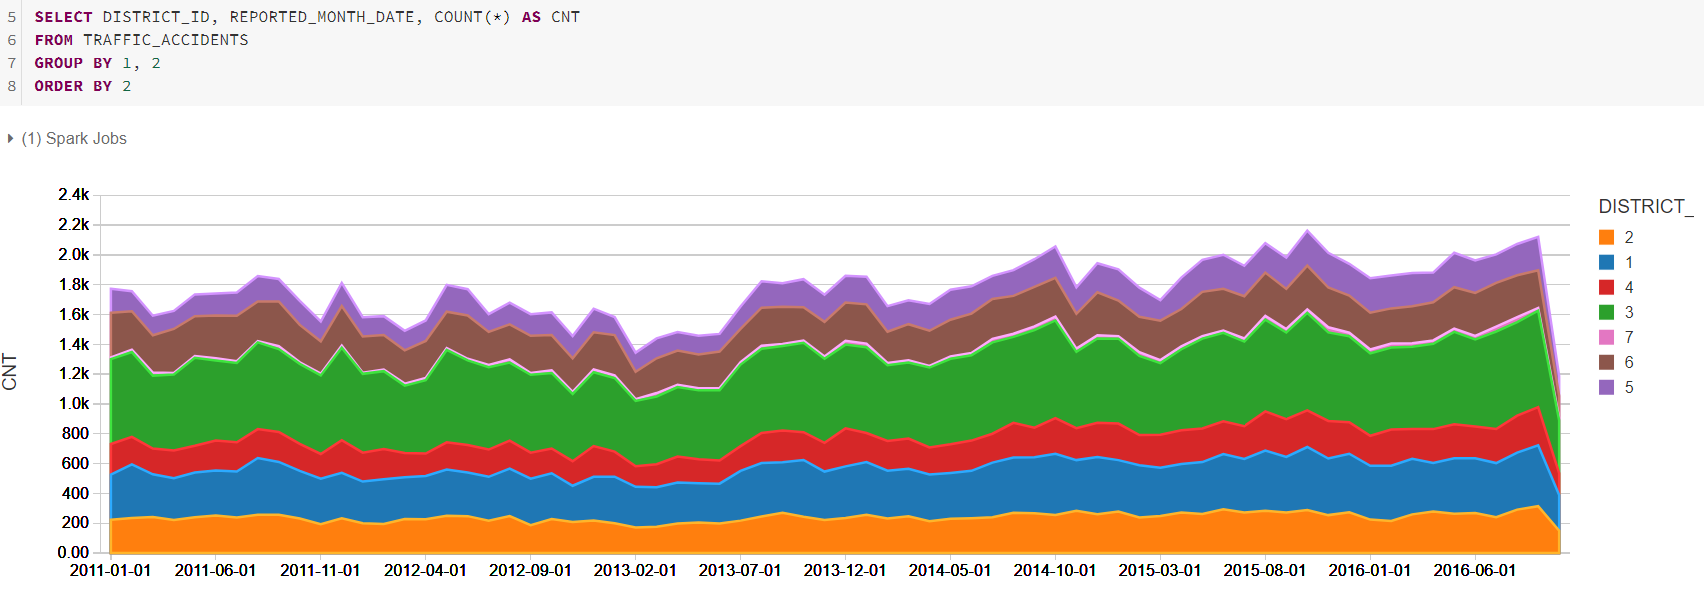 5 SELECT DISTRICT_ID, REPORTED_MONTH_DATE, COUNT(*) AS CNT
6 FROM TRAFFIC_ACCIDENTS
7 GROUP BY 1, 2
8 ORDER BY 2
(1) Spark Jobs
2.4k
2.2k
2.0k
1.8k
1.6k
1.4k
1.2k
1.0k
800
600
400
200
0.00
CNT
2011-01-01 2011-06-01 2011-11-01 2012-04-01 2012-09-01 2013-02-01 2013-07-01 2013-12-01 2014-05-01 2014-10-01 2015-03-01 2015-08-01 2016-01-01 2016-06-01
DISTRICT_
2
1
4
3
7
6
5